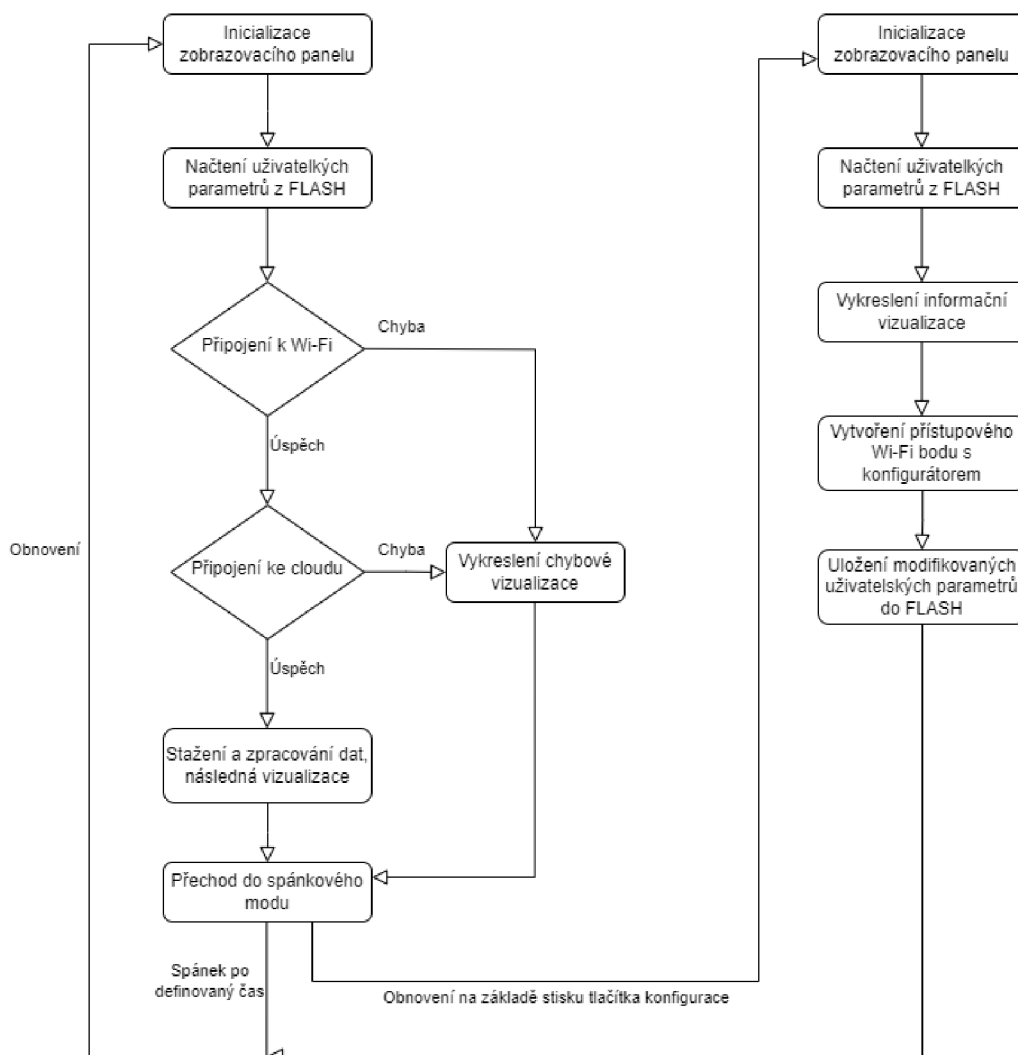 Inicializace
zobrazovacího panelu
Načtení uživatelkých
parametrů z FLASH
Připojení k Wi-Fi
Chyba
Úspěch
Připojení ke cloudu
Chyba
Vykreslení chybové
vizualizace
Úspěch
Stažení a zpracování dat,
následná vizualizace
Přechod do spánkového
modu
Spánek po
definovaný čas
Obnovení
Obnovení na základě stisku tlačítka konfigurace
Inicializace
zobrazovacího panelu
Načtení uživatelkých
parametrů z FLASH
Vykreslení informační
vizualizace
Vytvoření přístupového
Wi-Fi bodu s
konfigurátorem
Uložení modifikovaných
uživatelských parametrů
do FLASH